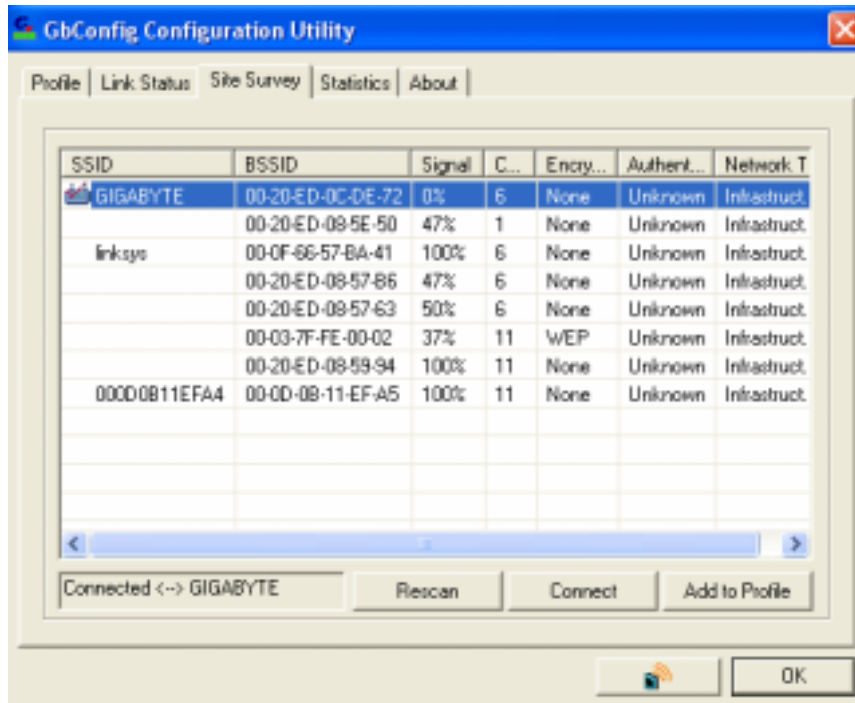 GbConfig Configuration Utility
Profile Link Status Site Survey Statistics About
SSID BSSID Signal C... Encry... Authent... Network T
GIGABYTE 00-20-ED-0C-DE-72 0% 6 None Unknown Infrastruct.
00-20-ED-08-5E-50 47% 1 None Unknown Infrastruct.
linksys 00-0F-66-57-BA-41 100% 6 None Unknown Infrastruct.
00-20-ED-08-57-B6 47% 6 None Unknown Infrastruct.
00-20-ED-08-57-63 50% 6 None Unknown Infrastruct.
00-03-7F-FE-00-02 37% 11 WEP Unknown Infrastruct.
00-20-ED-08-59-94 100% 11 None Unknown Infrastruct.
000D0B11EFA4 00-0D-0B-11-EF-A5 100% 11 None Unknown Infrastruct.
Connected <--> GIGABYTE Rescan Connect Add to Profile
OK